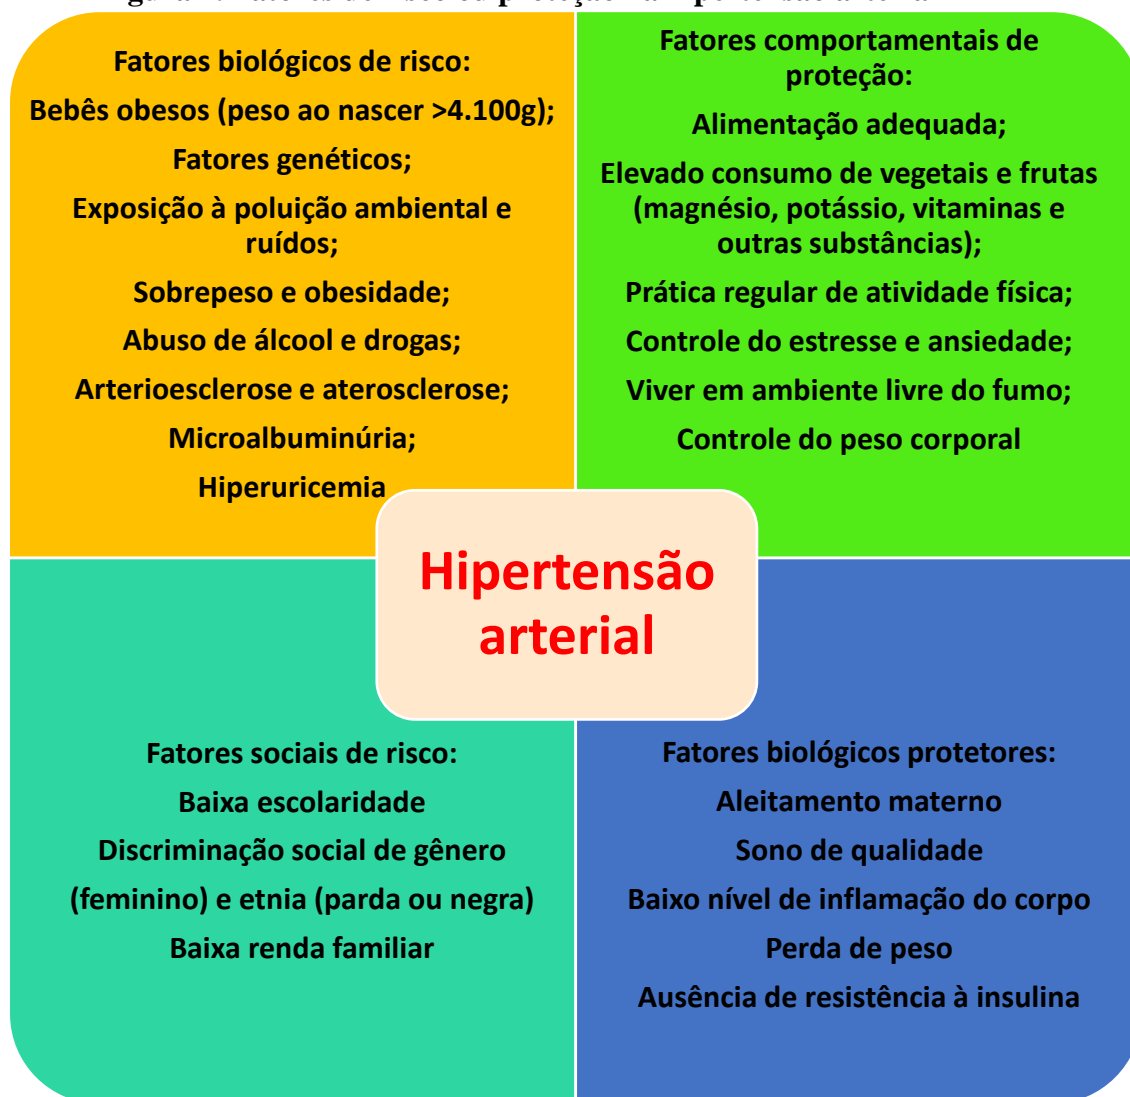 Fatores biológicos de risco:
Bebês obesos (peso ao nascer >4.100g);
Fatores genéticos;
Exposição à poluição ambiental e
ruídos;
Sobrepeso e obesidade;
Abuso de álcool e drogas;
Arterioesclerose e aterosclerose;
Microalbuminúria;
Hiperuricemia
Fatores comportamentais de
proteção:
Alimentação adequada;
Elevado consumo de vegetais e frutas
(magnésio, potássio, vitaminas e
outras substâncias);
Prática regular de atividade física;
Controle do estresse e ansiedade;
Viver em ambiente livre do fumo;
Controle do peso corporal
Hipertensão
arterial
Fatores sociais de risco:
Baixa escolaridade
Discriminação social de gênero
(feminino) e etnia (parda ou negra)
Baixa renda familiar
Fatores biológicos protetores:
Aleitamento materno
Sono de qualidade
Baixo nível de inflamação do corpo
Perda de peso
Ausência de resistência à insulina